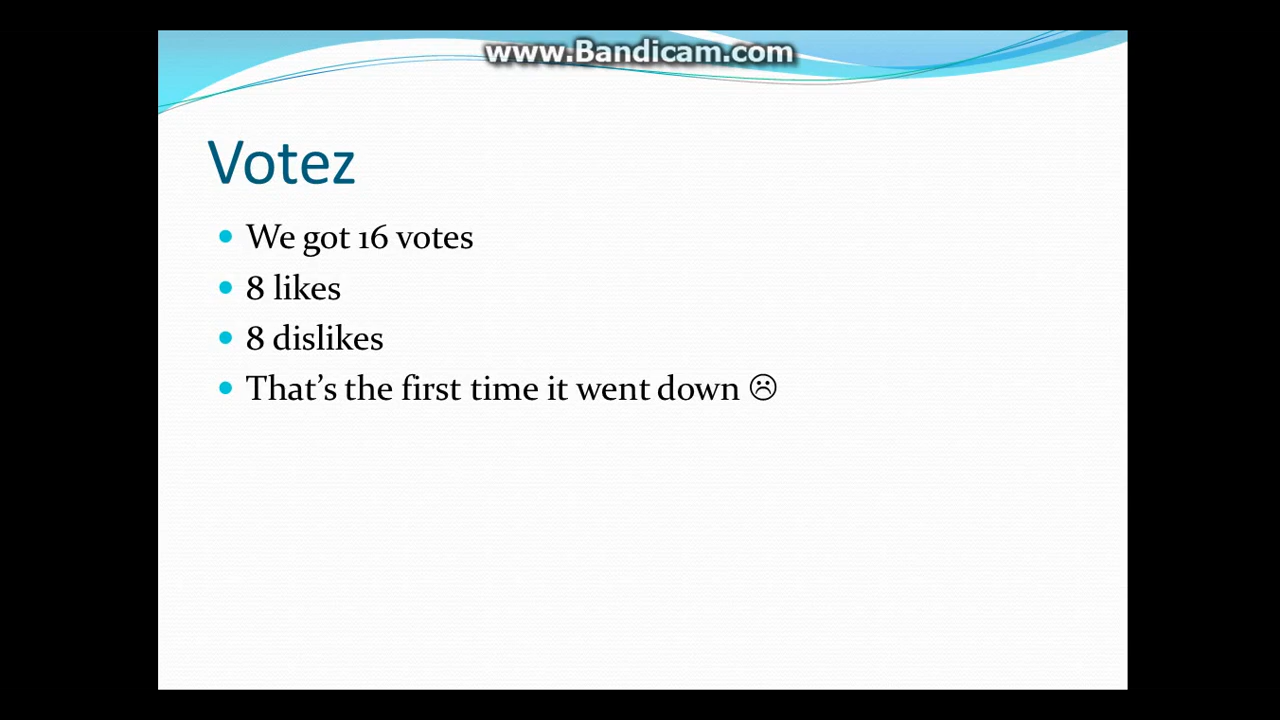 www.Bandicam.com
Votez
We got 16 votes
8 likes
8 dislikes
That’s the first time it went down ☹